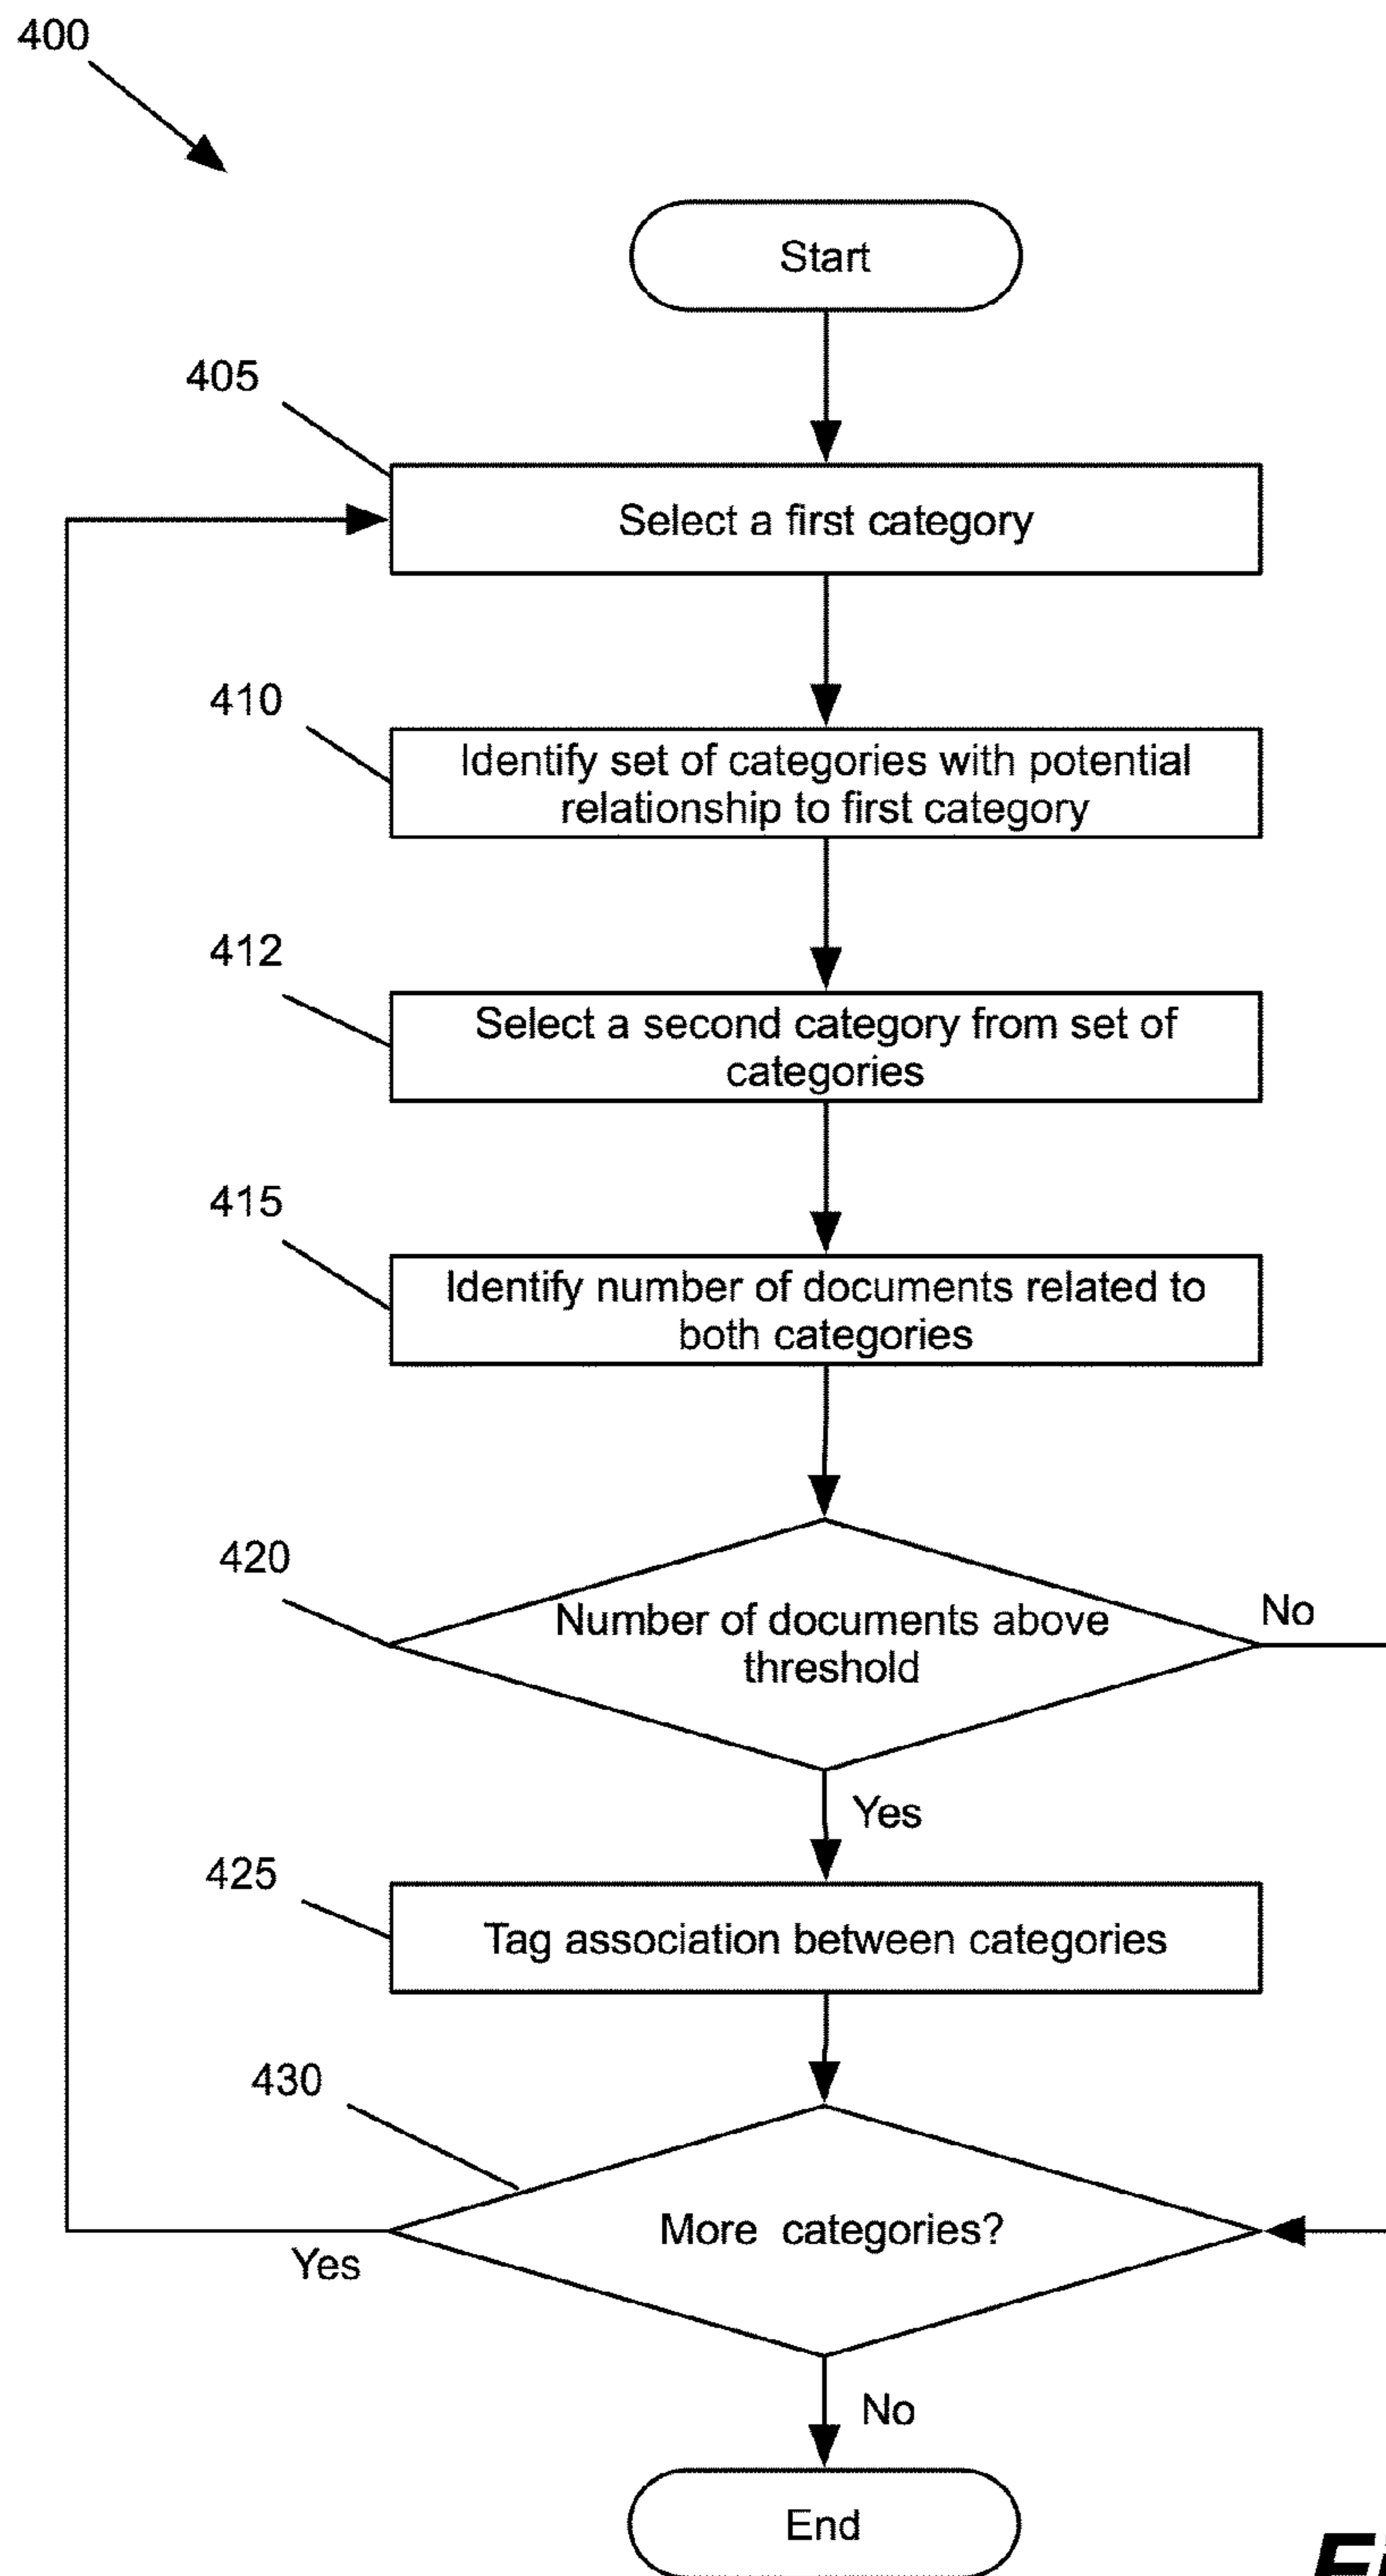 400
Start
405
Select a first category
410
Identify set of categories with potential
relationship to first category
412
Select a second category from set of
categories
415
Identify number of documents related to
both categories
420
Number of documents above
threshold
No
Yes
425
Tag association between categories
430
More categories?
Yes
No
End